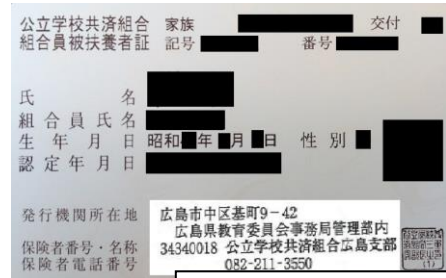 公立学校共済組合 家族 交付
組合員被扶養者証 記号 番号
氏 名
組合員氏名
生年月日 昭和 年 月 日 性別
認定年月日
発行機関所在地 広島市中区基町9-42
広島県教育委員会事務局管理部内
保険者番号・名称 34340018 公立学校共済組合広島支部
保険者電話番号 082-211-3550